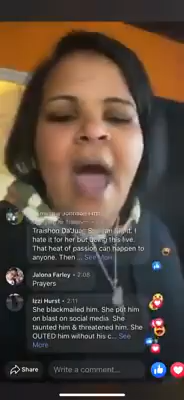 Traishon Da'Juan She
hate it for her but doing this live.
That heat of passion can happen to
anyone. Then ... See More
Jalona Farley • 2:08
Prayers
Izzi Hurst • 2:11
She blackmailed him. She put him
on blast on social media. She
taunted him & threatened him. She
OUTED him without his c... See
More
Share
Write a comment...